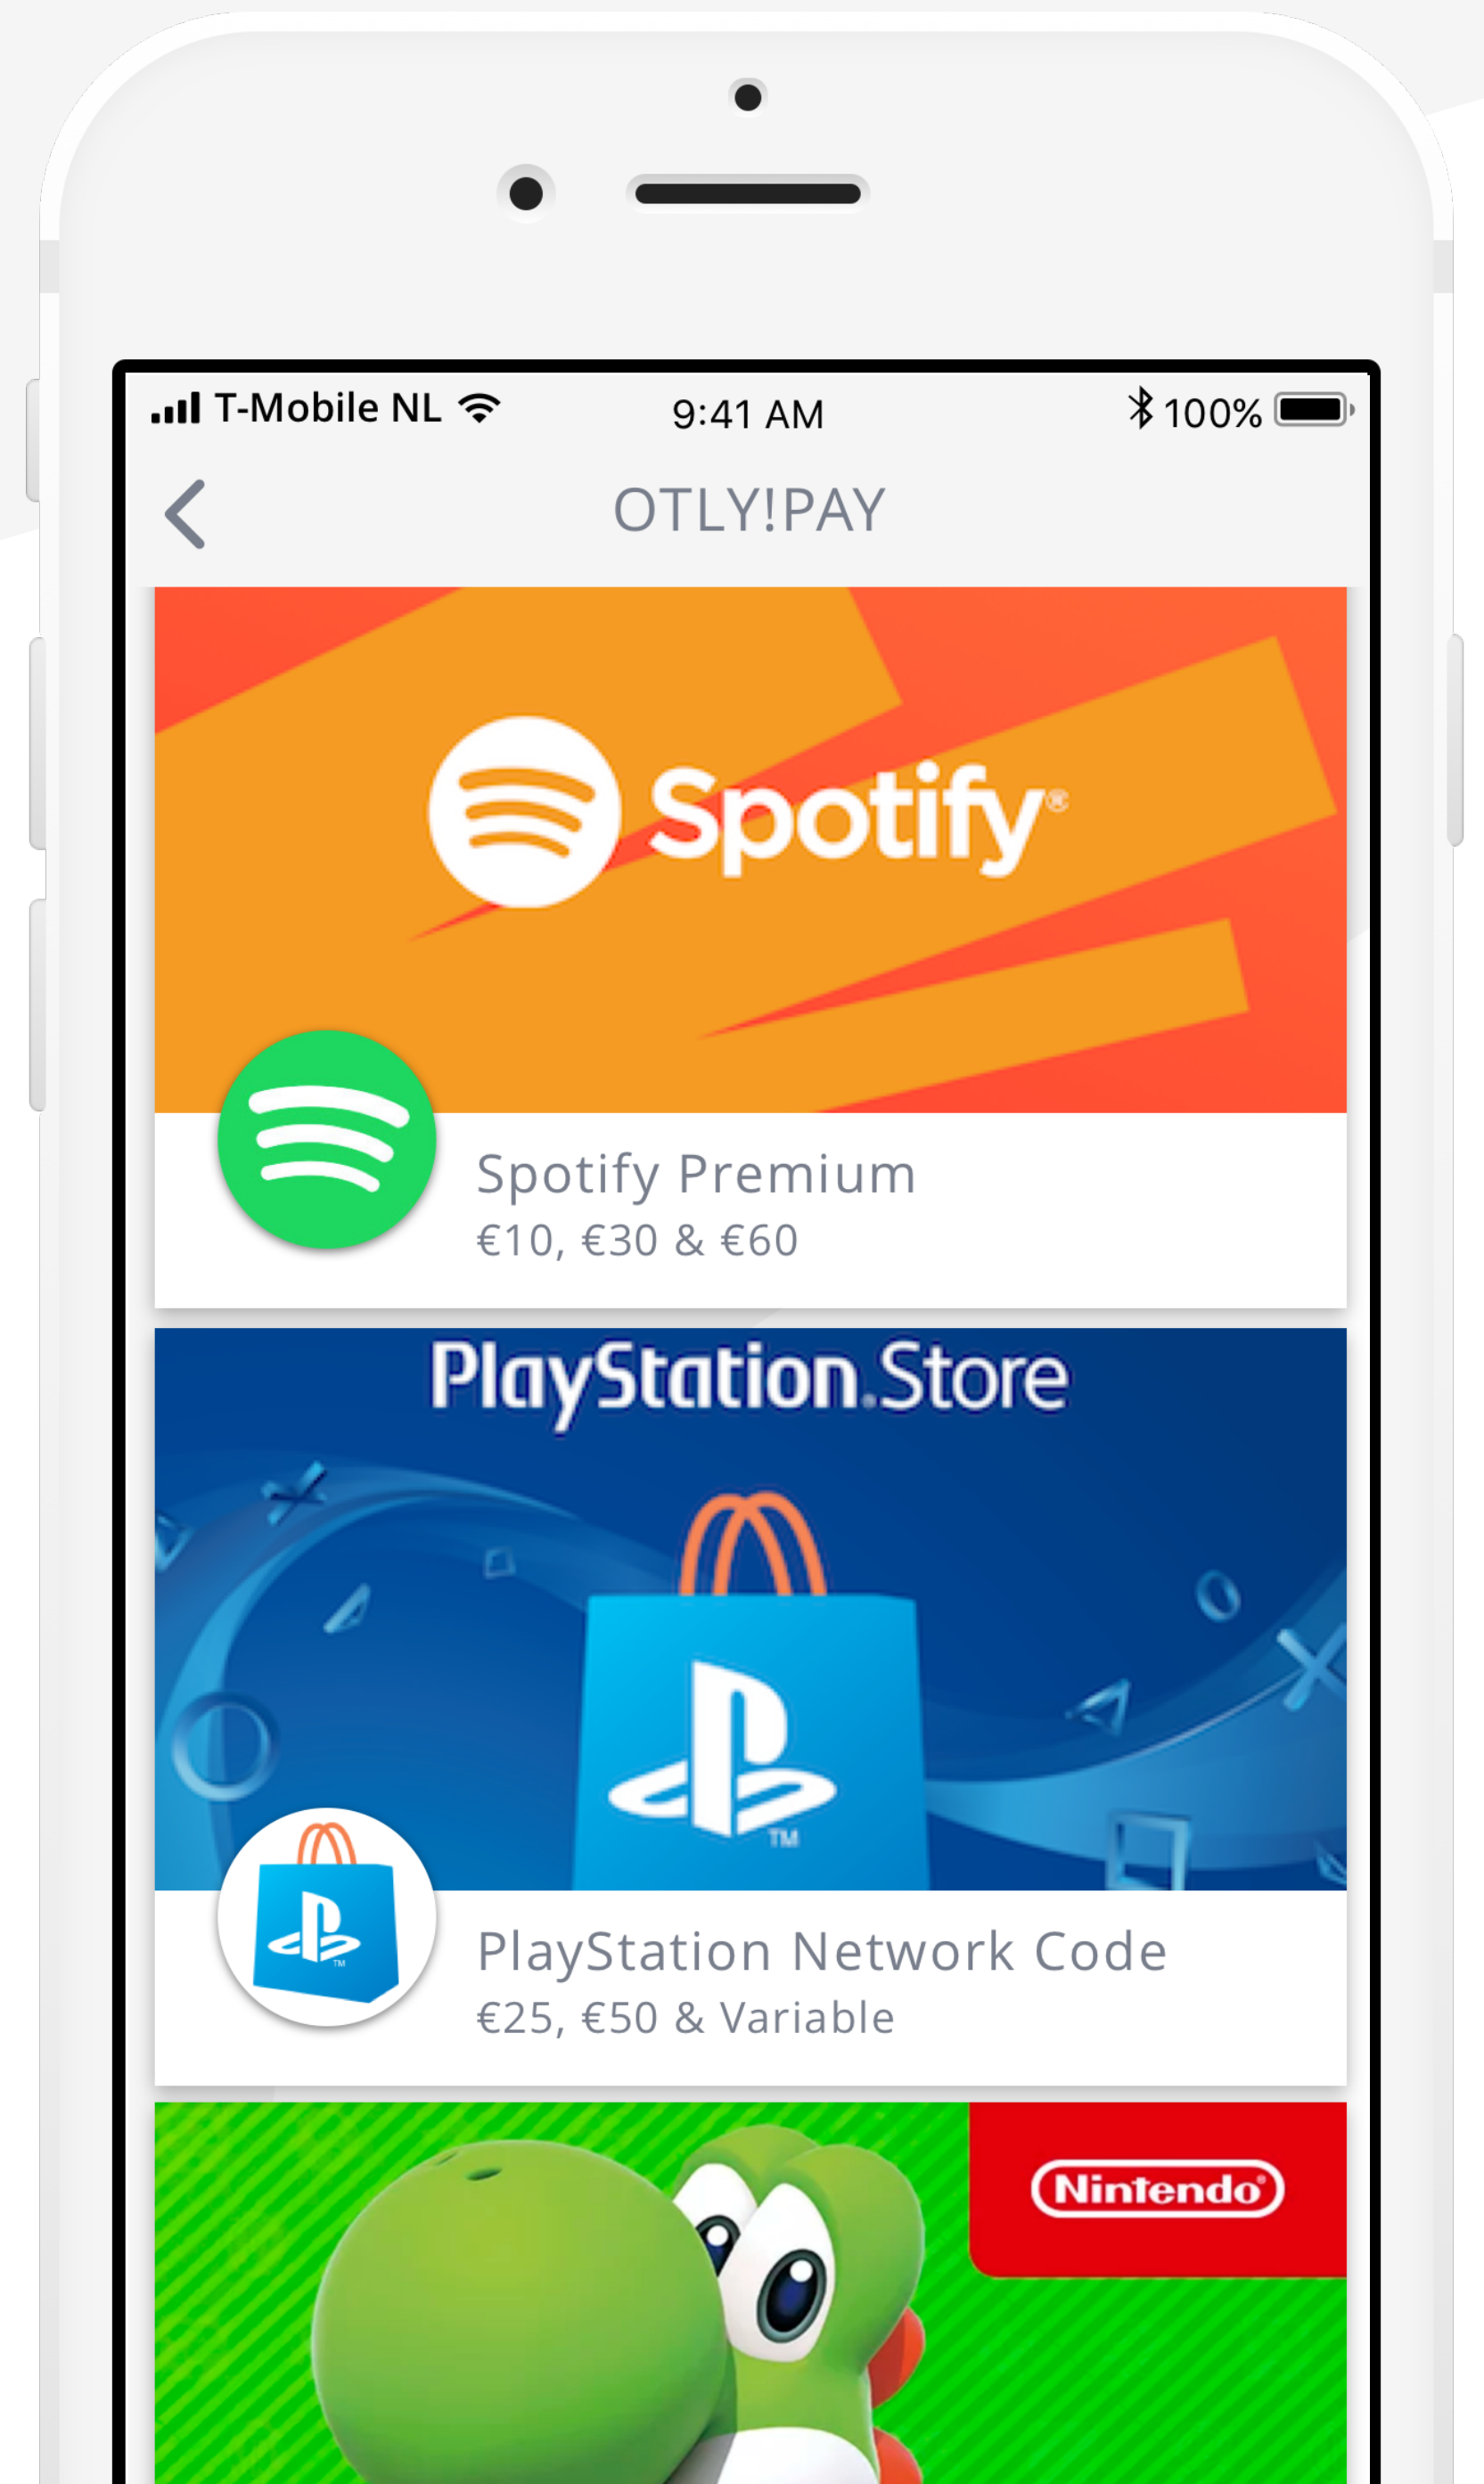 T-Mobile NL 9:41 AM 100%
OTLY!PAY
Spotify®
Spotify Premium
€10, €30 & €60
PlayStation®Store
TM
TM
PlayStation Network Code
€25, €50 & Variable
Nintendo®